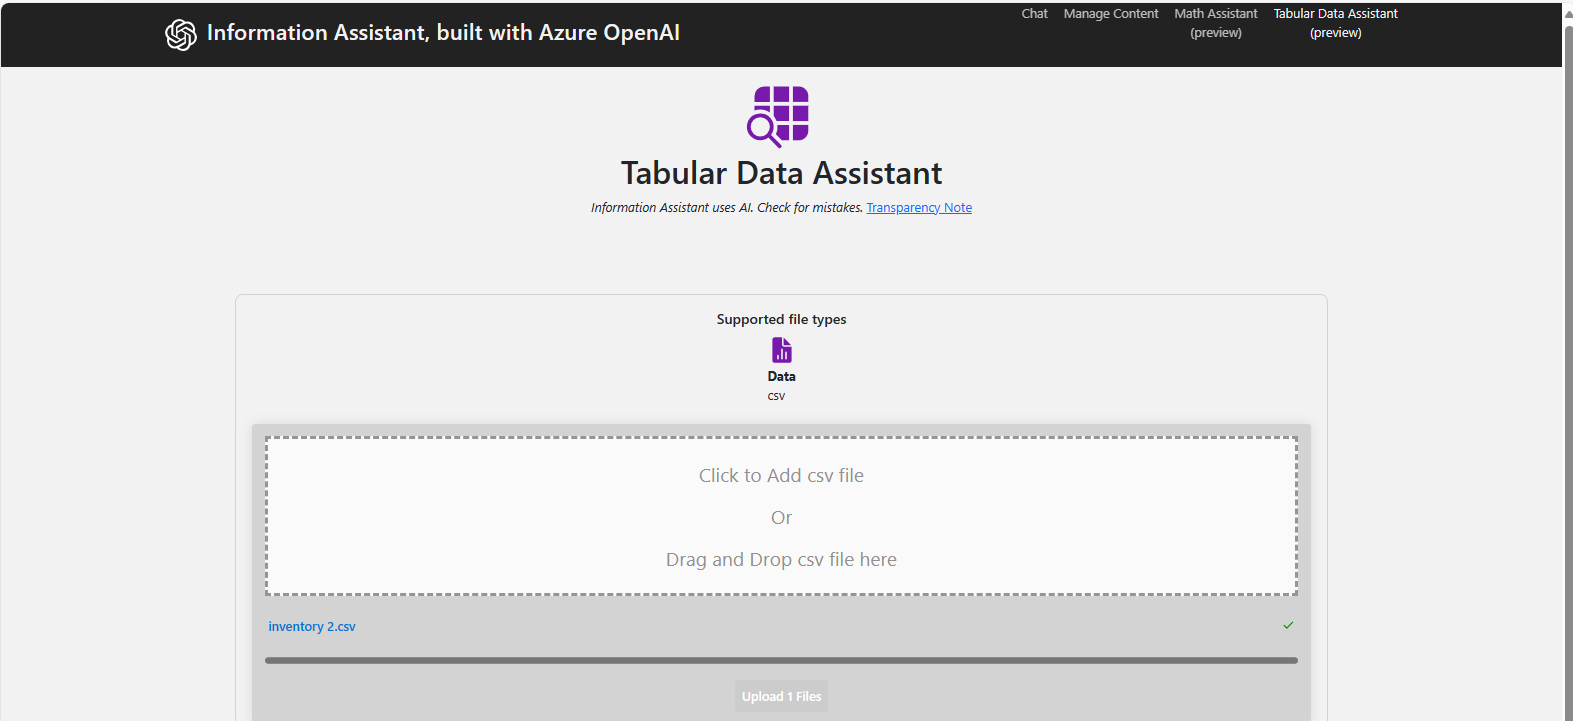 Information Assistant, built with Azure OpenAI
Chat
Manage Content
Math Assistant
(preview)
Tabular Data Assistant
(preview)
Tabular Data Assistant
Information Assistant uses AI. Check for mistakes. Transparency Note
Supported file types
Data
csv
Click to Add csv file
Or
Drag and Drop csv file here
inventory 2.csv
Upload 1 Files